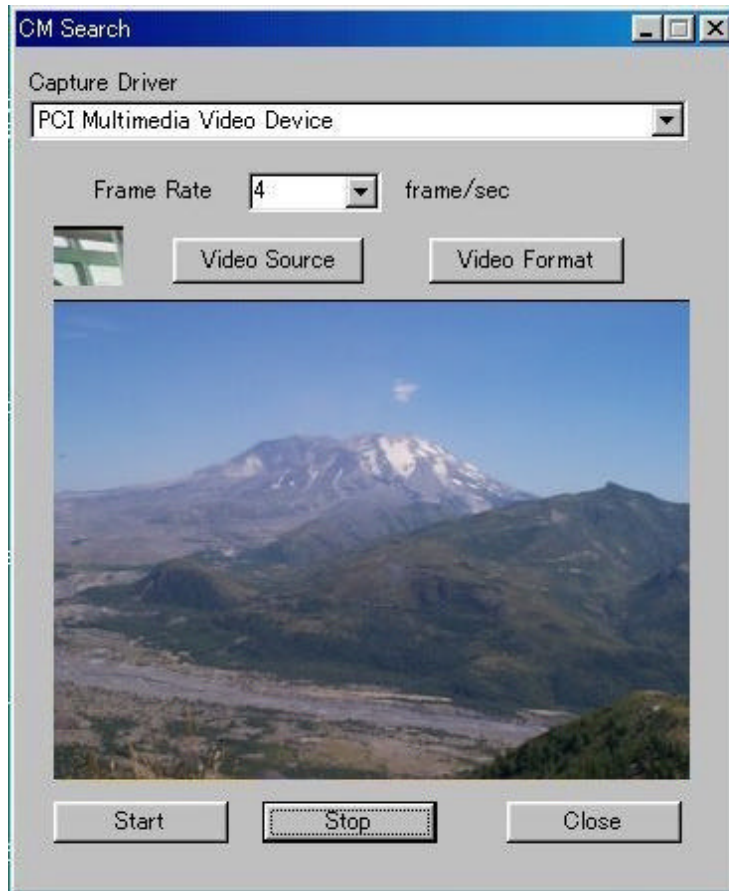 CM Search
Capture Driver
PCI Multimedia Video Device
Frame Rate 4 frame/sec
Video Source Video Format
Start Stop Close